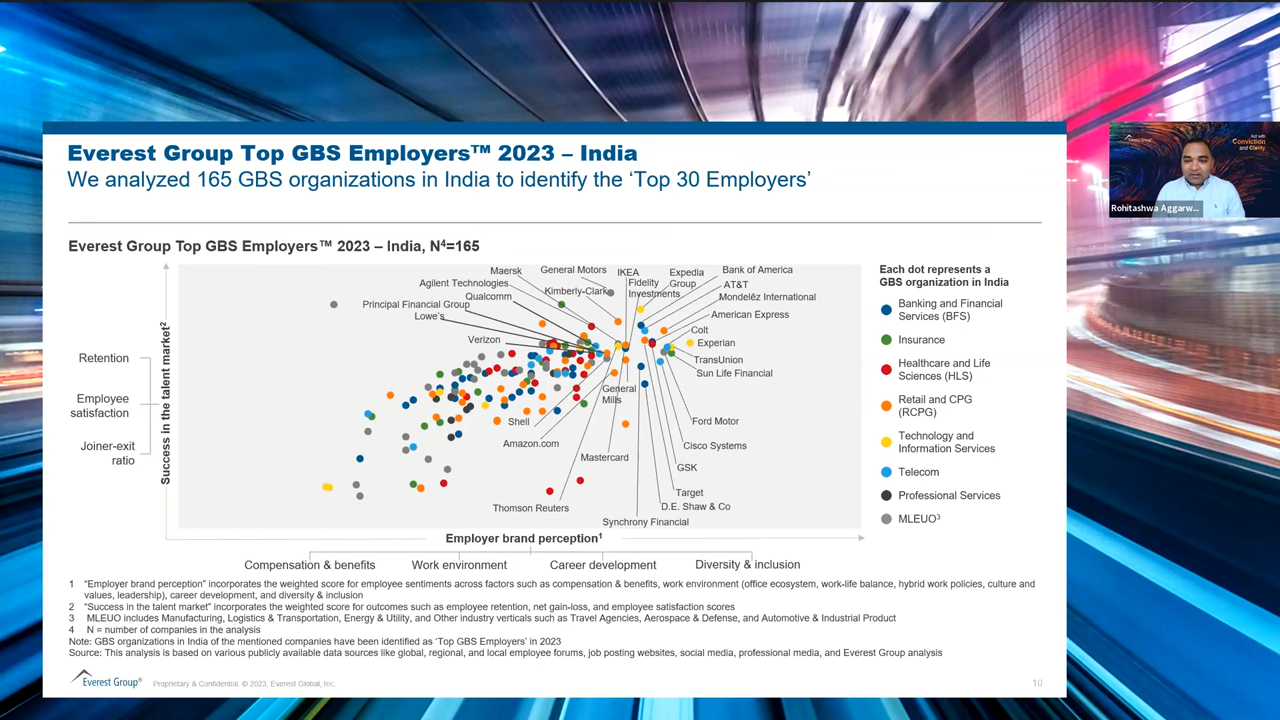 Everest Group Top GBS Employers™ 2023 – India
We analyzed 165 GBS organizations in India to identify the ‘Top 30 Employers’
Everest Group®
Act with
Conviction
and Clarity
Rohitashwa Aggarw...
Everest Group Top GBS Employers™ 2023 – India, N⁴=165
Maersk
General Motors
IKEA
Expedia
Group
Bank of America
Agilent Technologies
Kimberly-Clark
Fidelity
Investments
AT&T
Qualcomm
Mondelēz International
Principal Financial Group
Lowe's
American Express
Verizon
Colt
Experian
TransUnion
Sun Life Financial
General
Mills
Shell
Ford Motor
Amazon.com
Cisco Systems
Mastercard
GSK
Target
Thomson Reuters
D.E. Shaw & Co
Synchrony Financial
Success in the talent market²
Retention
Employee
satisfaction
Joiner-exit
ratio
Employer brand perception¹
Compensation & benefits
Work environment
Career development
Diversity & inclusion
Each dot represents a
GBS organization in India
Banking and Financial
Services (BFS)
Insurance
Healthcare and Life
Sciences (HLS)
Retail and CPG
(RCPG)
Technology and
Information Services
Telecom
Professional Services
MLEUO³
1 “Employer brand perception” incorporates the weighted score for employee sentiments across factors such as compensation & benefits, work environment (office ecosystem, work-life balance, hybrid work policies, culture and
values, leadership), career development, and diversity & inclusion
2 “Success in the talent market” incorporates the weighted score for outcomes such as employee retention, net gain-loss, and employee satisfaction scores
3 MLEUO includes Manufacturing, Logistics & Transportation, Energy & Utility, and Other industry verticals such as Travel Agencies, Aerospace & Defense, and Automotive & Industrial Product
4 N = number of companies in the analysis
Note: GBS organizations in India of the mentioned companies have been identified as ‘Top GBS Employers’ in 2023
Source: This analysis is based on various publicly available data sources like global, regional, and local employee forums, job posting websites, social media, professional media, and Everest Group analysis
Everest Group®
Proprietary & Confidential. © 2023, Everest Global, Inc.
10